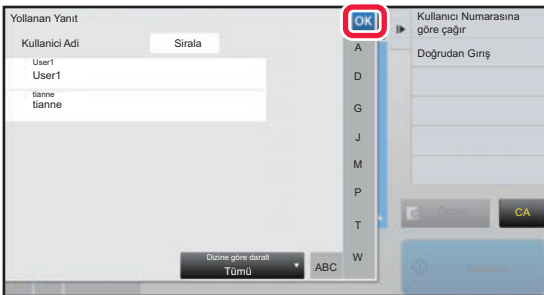 Yollanan Yanıt
OK
Kullanici Adi
Sirala
User1
User1
tianne
tianne
A
D
G
J
M
P
T
W
Dizine göre daralt
Tümü
ABC
Kullanıcı Numarasına
göre çağır
Doğrudan Gırış
CA